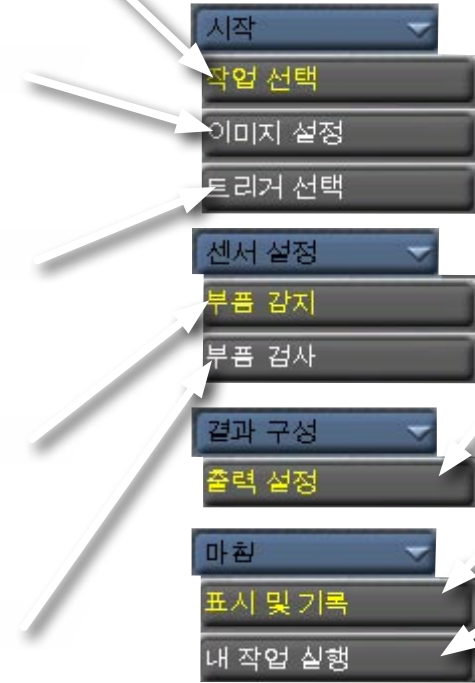 시작
작업 선택
이미지 설정
트리거 선택
센서 설정
부품 감지
부품 검사
결과 구성
출력 설정
마침
표시 및 기록
내 작업 실행